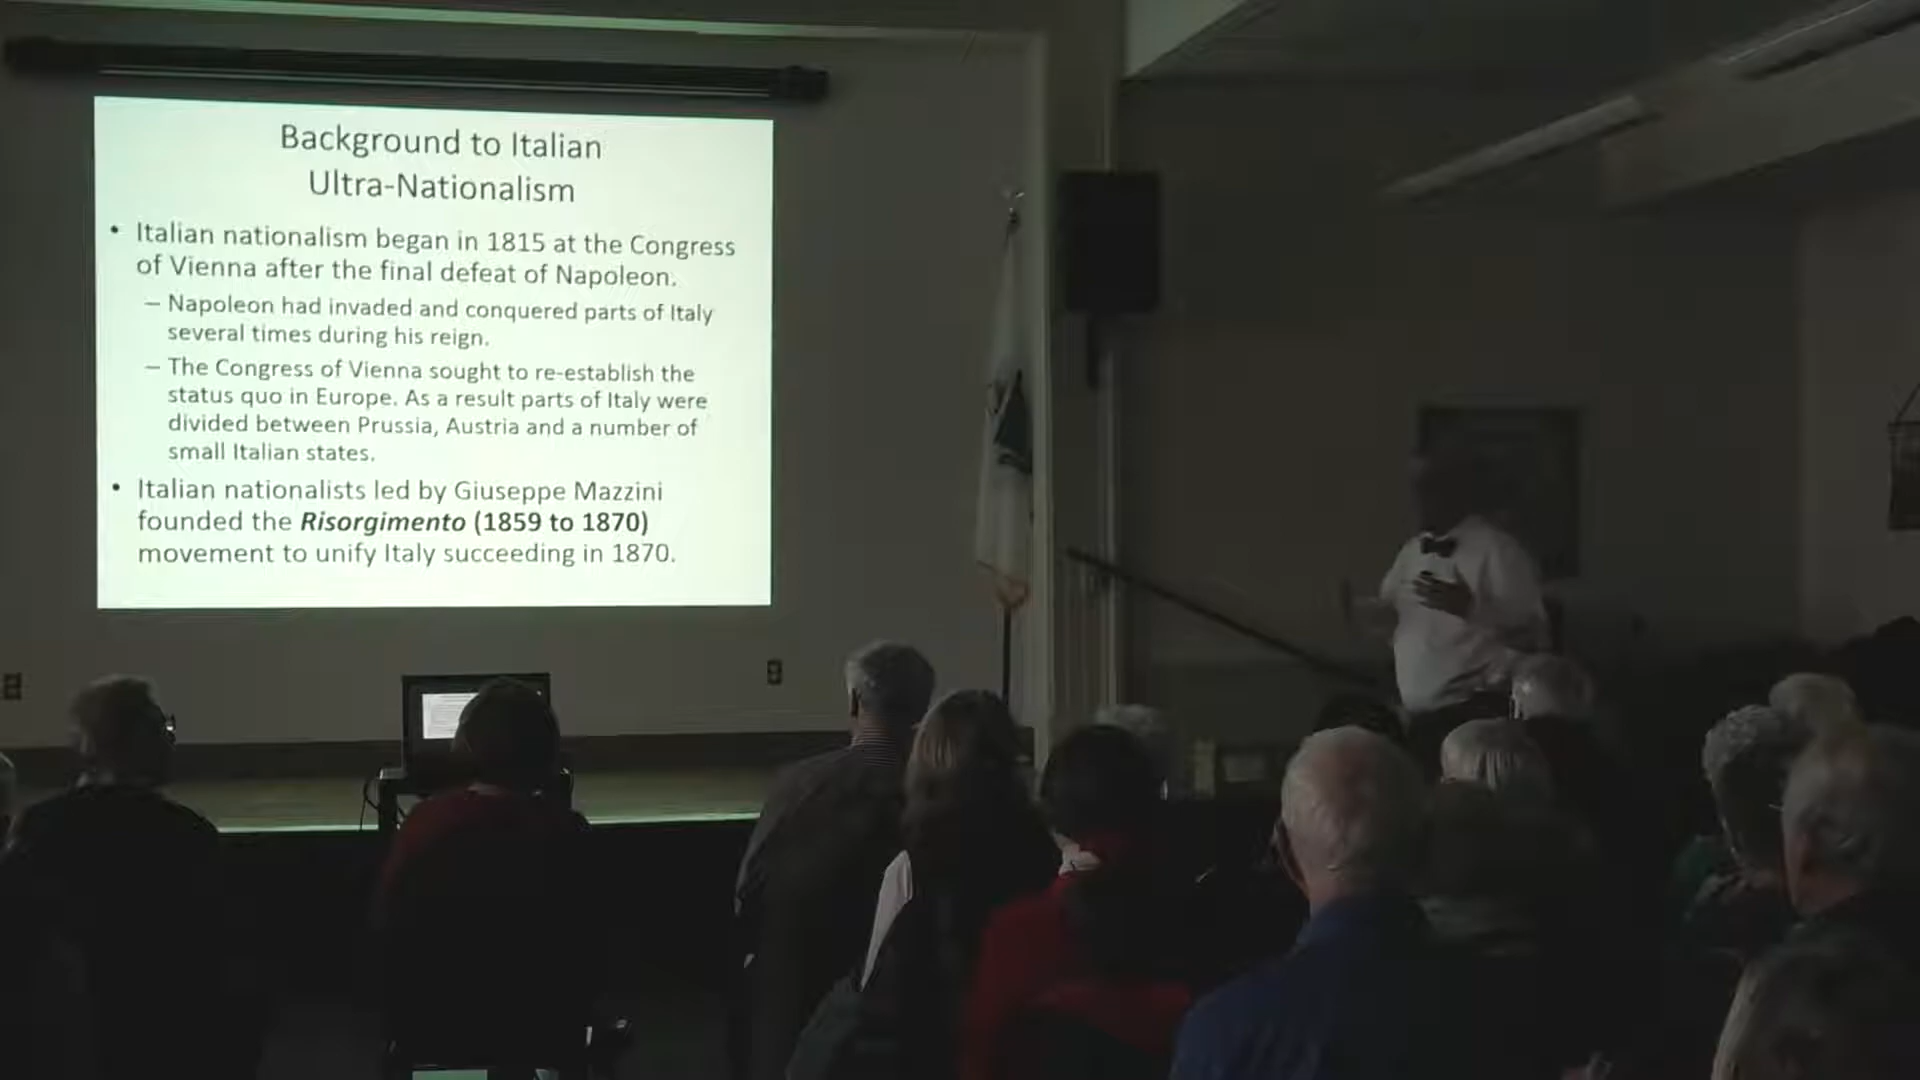 Background to Italian
Ultra-Nationalism
• Italian nationalism began in 1815 at the Congress
of Vienna after the final defeat of Napoleon.
– Napoleon had invaded and conquered parts of Italy
several times during his reign.
– The Congress of Vienna sought to re-establish the
status quo in Europe. As a result parts of Italy were
divided between Prussia, Austria and a number of
small Italian states.
• Italian nationalists led by Giuseppe Mazzini
founded the Risorgimento (1859 to 1870)
movement to unify Italy succeeding in 1870.